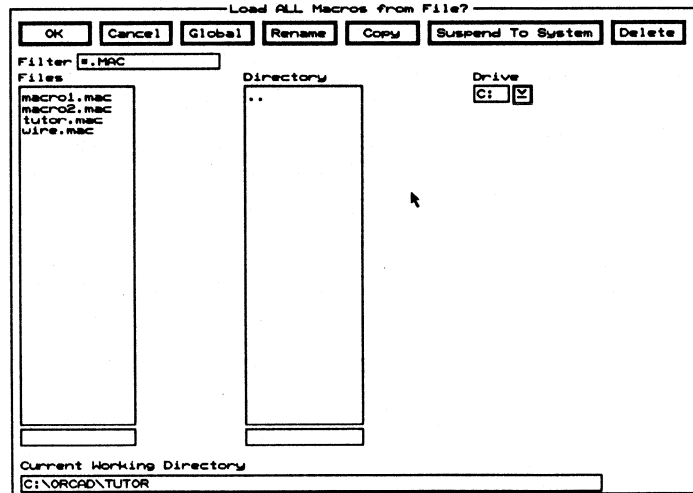 Load ALL Macros from File?
OK Cancel Global Rename Copy Suspend To System Delete
Filter *.MAC
Files Directory Drive
macro1.mac .. C:
macro2.mac
tutor.mac
wire.mac
Current Working Directory
C:\ORCAD\TUTOR